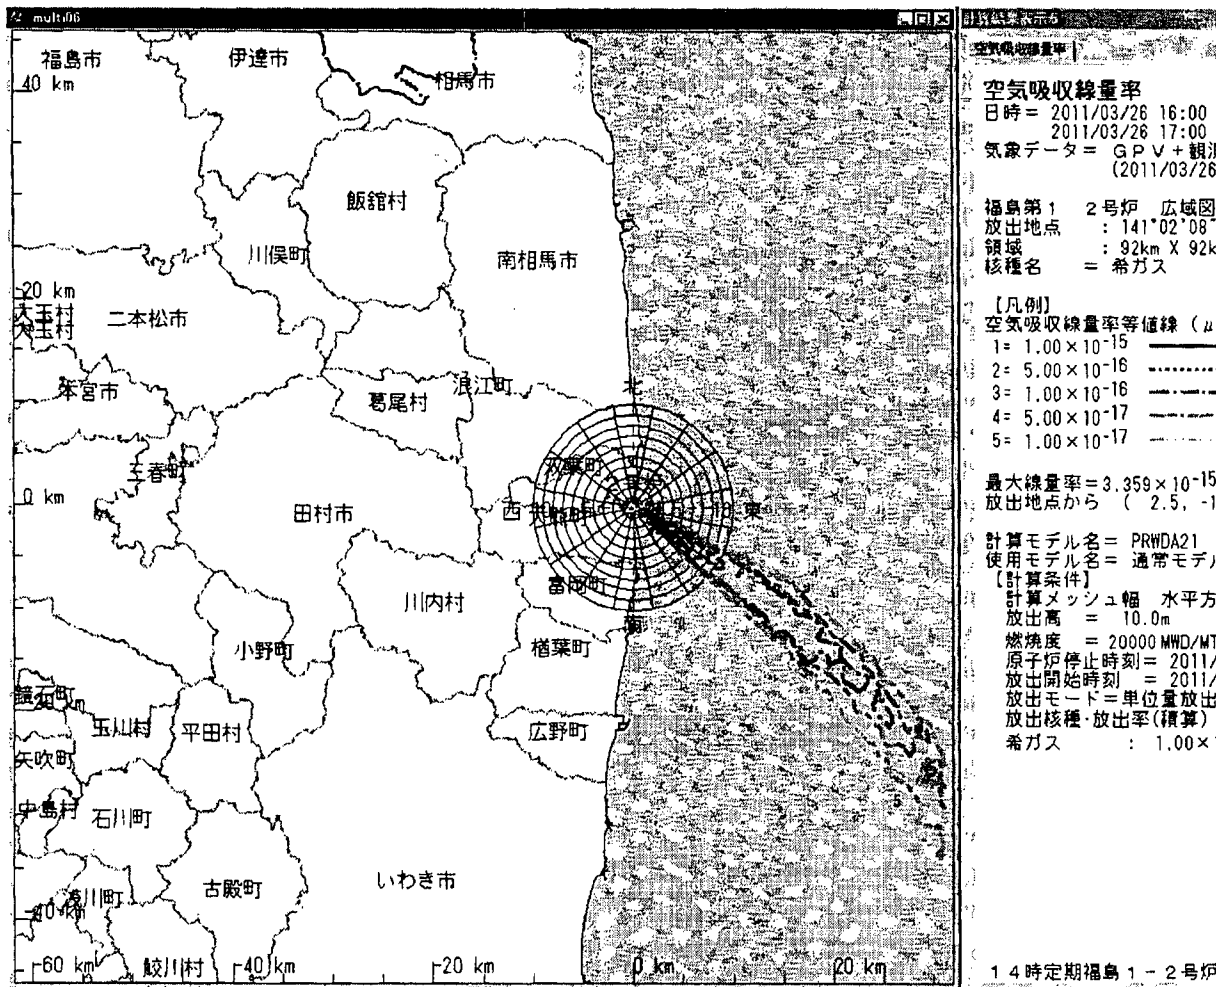 multi06
福島市
伊達市
相馬市
40 km
飯舘村
川俣町
南相馬市
20 km
大玉村
大玉村
二本松市
本宮市
浪江町
北
葛尾村
双葉町
三春町
0 km
田村市
西
東
富岡町
川内村
南
小野町
楢葉町
鏡石町
玉川村
平田村
広野町
矢吹町
中島村
石川町
いわき市
古殿町
浅川町
-40 km
鮫川村
-60 km
-40 km
-20 km
0 km
20 km
計算結果表示6
空気吸収線量率
空気吸収線量率
日時= 2011/03/26 16:00
2011/03/26 17:00
気象データ= GPV+観測
(2011/03/26
福島第1 2号炉 広域図
放出地点 : 141°02'08"
領域 : 92km X 92k
核種名 = 希ガス
【凡例】
空気吸収線量率等値線 (μ
1= 1.00×10-15
2= 5.00×10-16
3= 1.00×10-16
4= 5.00×10-17
5= 1.00×10-17
最大線量率=3.359×10-15
放出地点から ( 2.5, -1
計算モデル名= PRWDA21
使用モデル名= 通常モデル
【計算条件】
計算メッシュ幅 水平方
放出高 = 10.0m
燃焼度 = 20000 MWD/MT
原子炉停止時刻= 2011/
放出開始時刻 = 2011/
放出モード=単位量放出
放出核種・放出率(積算)
希ガス : 1.00×
14時定期福島1-2号炉